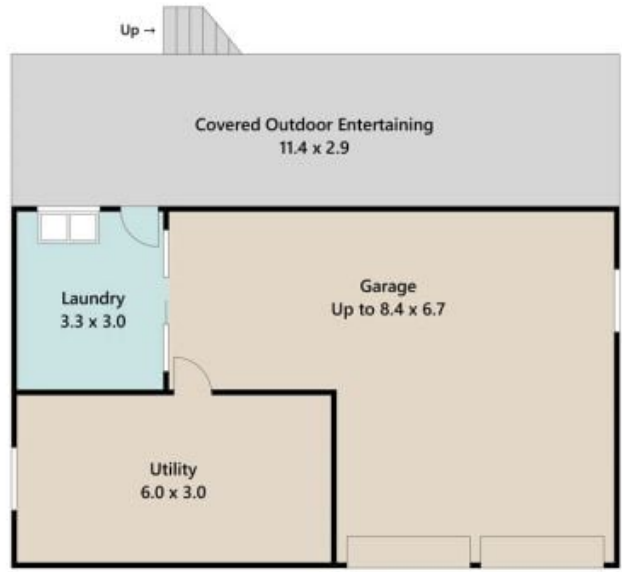 Up →
Covered Outdoor Entertaining
11.4 x 2.9
Garage
Up to 8.4 x 6.7
Laundry
3.3 x 3.0
Utility
6.0 x 3.0